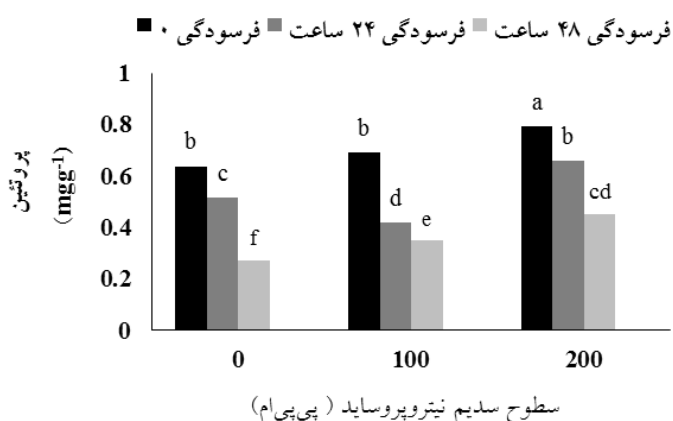 فرسودگی ۰ فرسودگی ۲۴ ساعت فرسودگی ۴۸ ساعت
1
0.8
0.6
0.4
0.2
0
پروتئین
(mgg-1)
b
c
f
b
d
e
a
b
cd
0
100
200
سطوح سدیم نیتروپروساید ( پی‌پی‌ام)